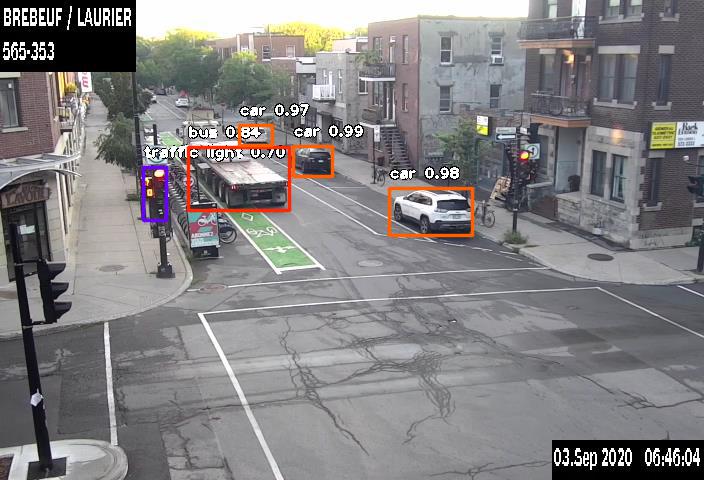 BREBEUF / LAURIER
565-353
car 0.97
bus 0.84
car 0.99
traffic light 0.70
car 0.98
03.Sep 2020 06:46:04